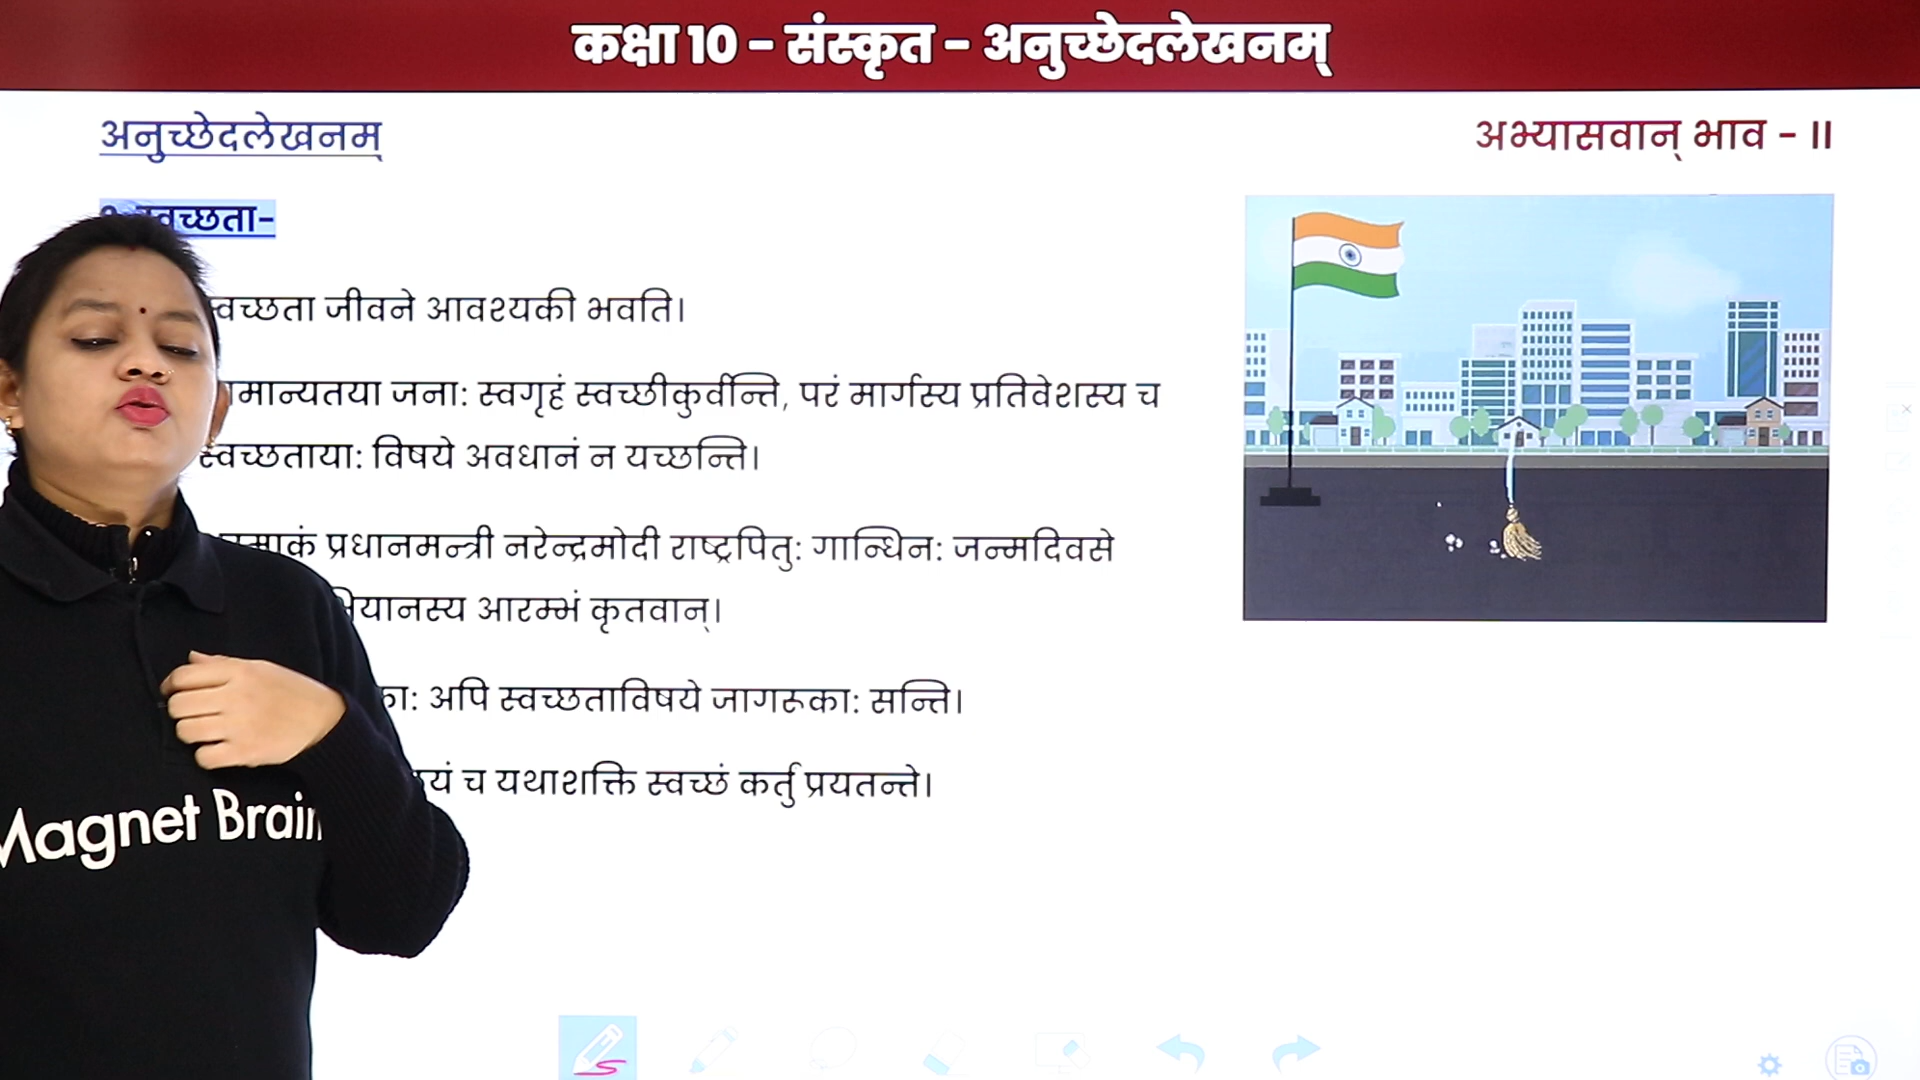 कक्षा 10 - संस्कृत - अनुच्छेदलेखनम्
अनुच्छेदलेखनम्
अभ्यासवान् भाव - II
स्वच्छता-
स्वच्छता जीवने आवश्यकी भवति।
जनाः स्वगृहं स्वच्छीकुर्वन्ति, परं मार्गस्य प्रतिवेशस्य च
स्वच्छतायाः विषये अवधानं न यच्छन्ति।
प्रधानमन्त्री नरेन्द्रमोदी राष्ट्रपितुः गान्धिनः जन्मदिवसे
आरम्भं कृतवान्।
अपि स्वच्छताविषये जागरूकाः सन्ति।
च यथाशक्ति स्वच्छं कर्तु प्रयतन्ते।
Magnet Brain